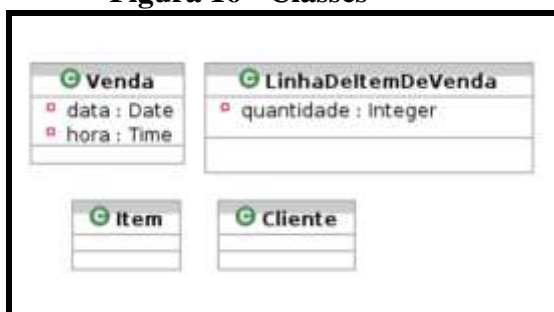 Figura 10 - Classes
Venda
data : Date
hora : Time
LinhaDeItemDeVenda
quantidade : Integer
Item
Cliente